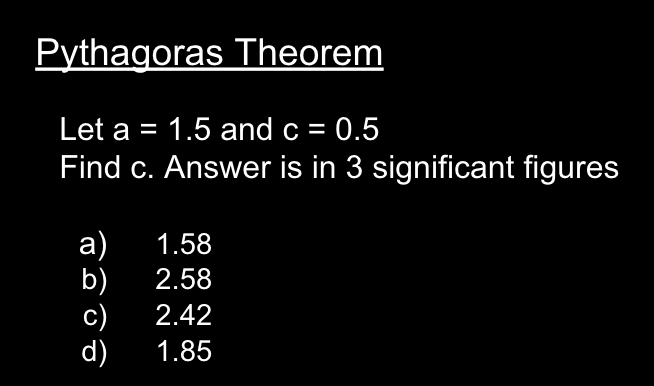 Pythagoras Theorem
Let a = 1.5 and c = 0.5
Find c. Answer is in 3 significant figures
a) 1.58
b) 2.58
c) 2.42
d) 1.85